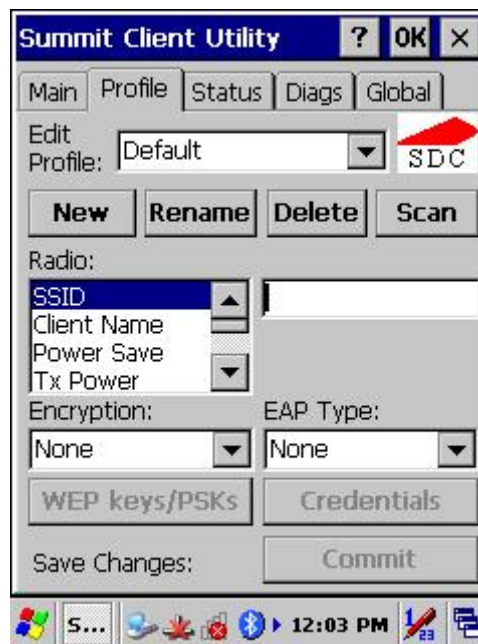 Summit Client Utility ? OK ×
Main Profile Status Diags Global
Edit Profile: Default
SDC
New Rename Delete Scan
Radio:
SSID
Client Name
Power Save
Tx Power
Encryption: EAP Type:
None None
WEP keys/PSKs Credentials
Save Changes: Commit
S... 12:03 PM 1/23